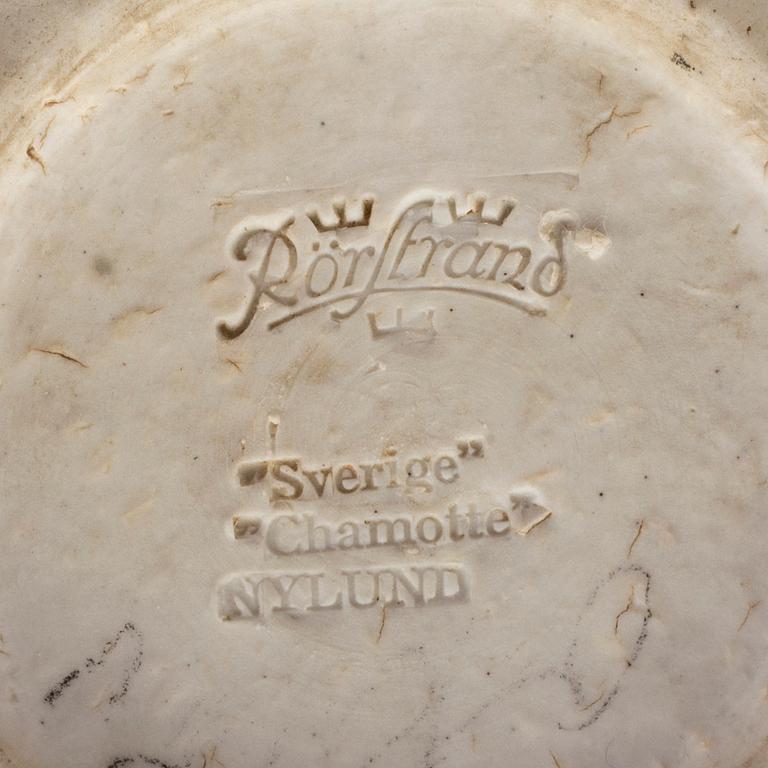 Rörstrand
"Sverige"
"Chamotte"
NYLUND